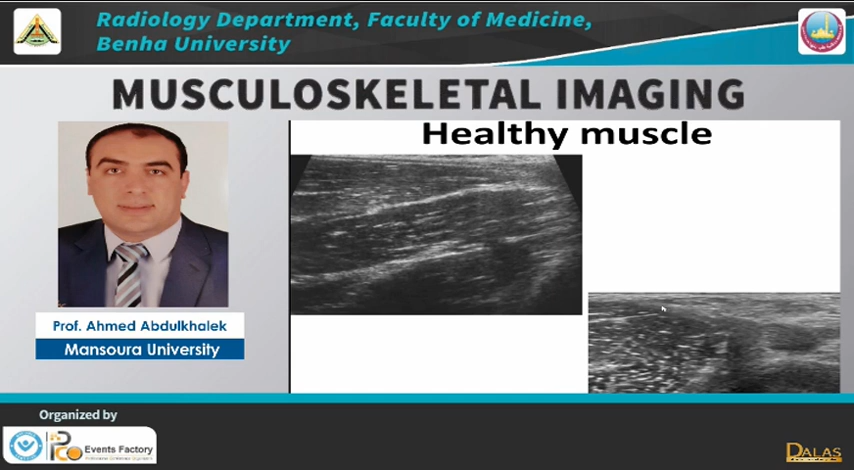 Radiology Department, Faculty of Medicine,
Benha University
MUSCULOSKELETAL IMAGING
Healthy muscle
Prof. Ahmed Abdulkhalek
Mansoura University
Organized by
Events Factory
DALAS